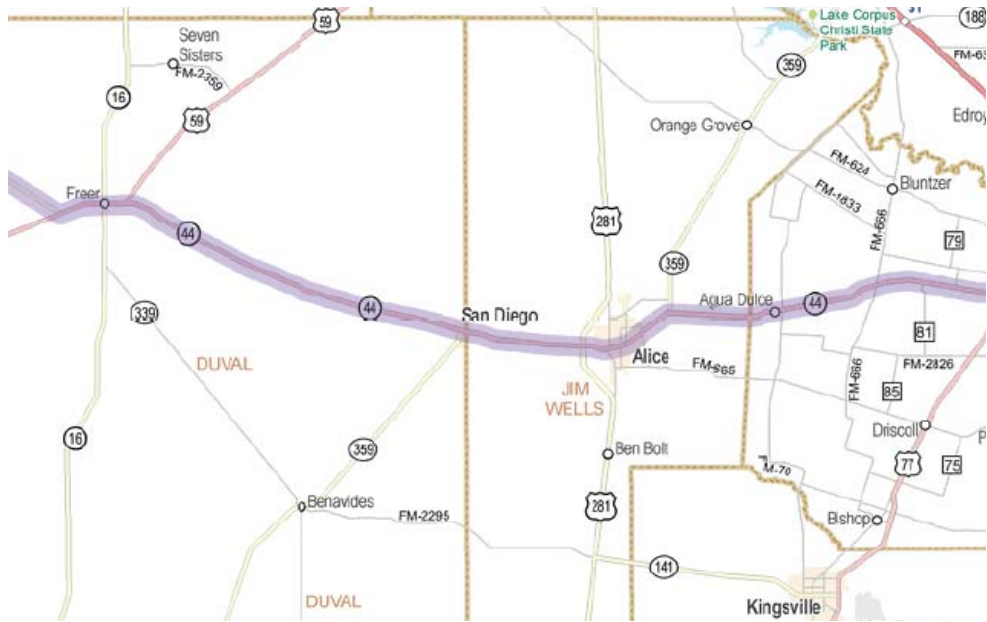 59
Lake Corpus
Christi State
Park
188
Seven
Sisters
FM-2359
359
16
59
Orange Grove
Edroy
FM-624
Bluntzer
FM-1833
Freer
44
281
FM-666
79
359
339
44
San Diego
Agua Dulce
44
81
Alice
FM-665
FM-2826
DUVAL
JIM
WELLS
FM-666
85
16
359
Ben Bolt
Driscoll
77
75
Benavides
FM-2295
281
Bishop
141
DUVAL
Kingsville